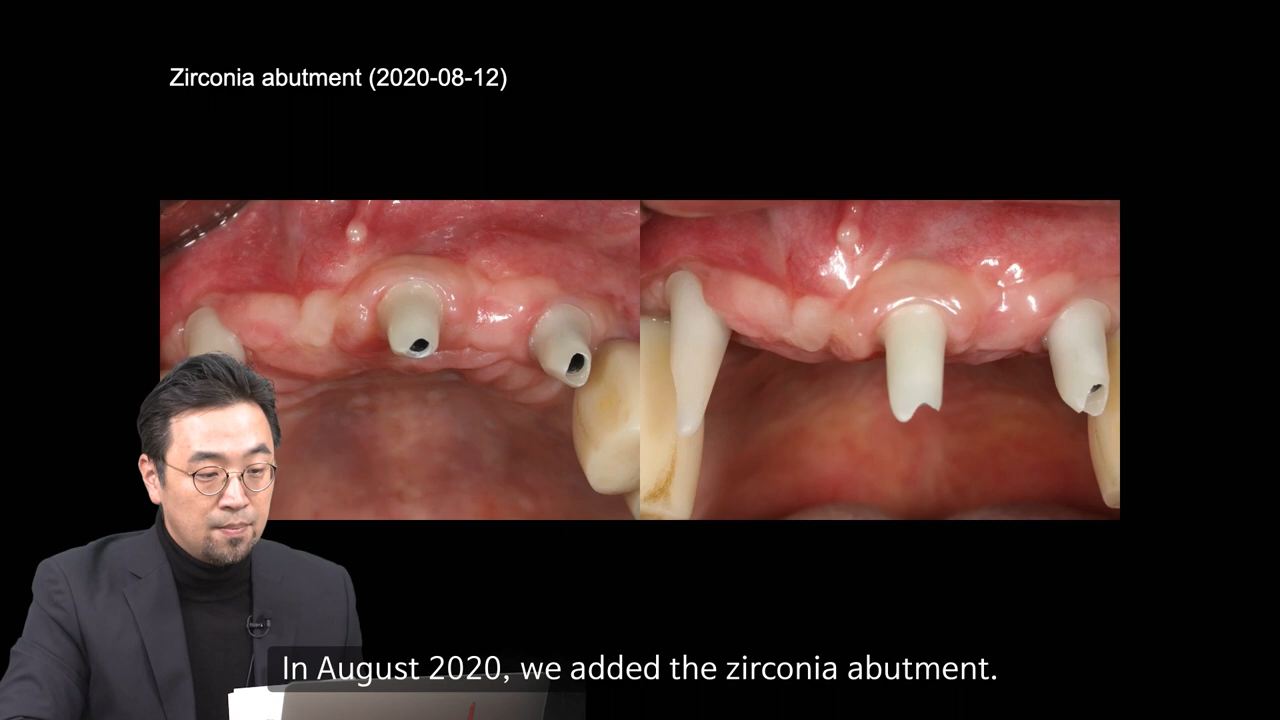 Zirconia abutment (2020-08-12)
In August 2020, we added the zirconia abutment.